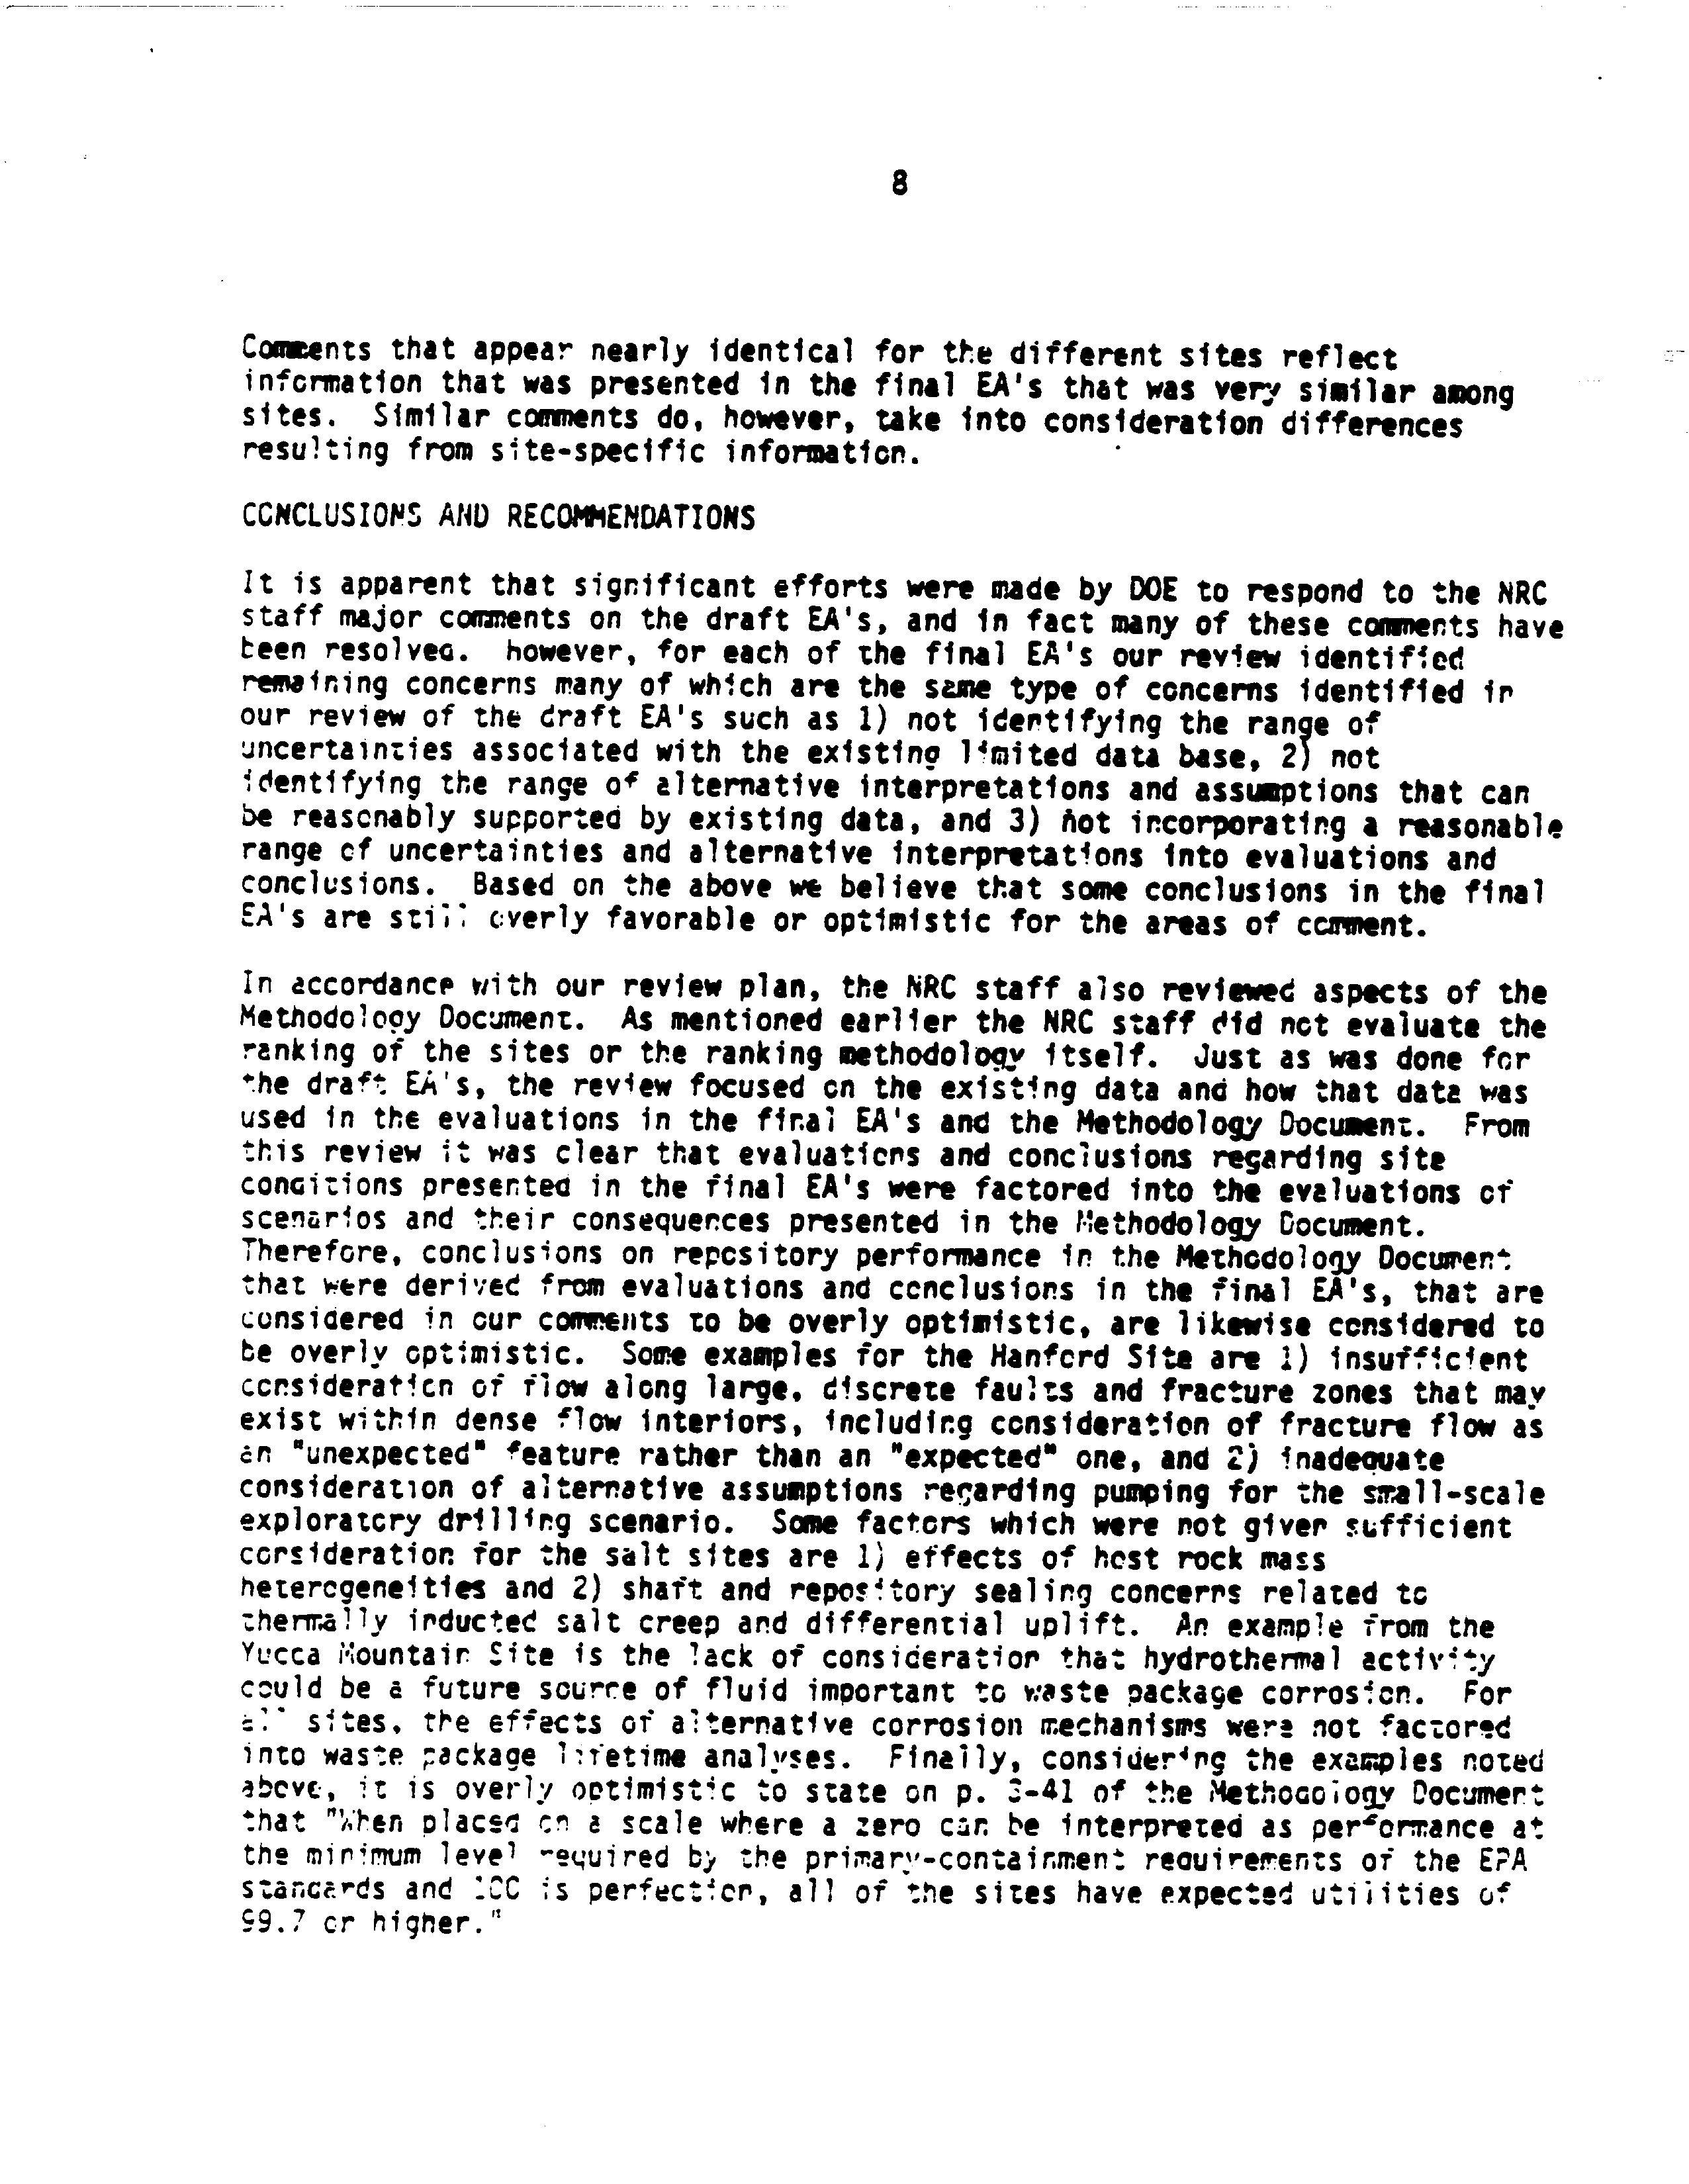 8
Comments that appear nearly identical for the different sites reflect
information that was presented in the final EA's that was very similar among
sites. Similar comments do, however, take into consideration differences
resulting from site-specific information.
CONCLUSIONS AND RECOMMENDATIONS
It is apparent that significant efforts were made by DOE to respond to the NRC
staff major comments on the draft EA's, and in fact many of these comments have
been resolved. however, for each of the final EA's our review identified
remaining concerns many of which are the same type of concerns identified in
our review of the draft EA's such as 1) not identifying the range of
uncertainties associated with the existing limited data base, 2) not
identifying the range of alternative interpretations and assumptions that can
be reasonably supported by existing data, and 3) not incorporating a reasonable
range of uncertainties and alternative interpretations into evaluations and
conclusions. Based on the above we believe that some conclusions in the final
EA's are still overly favorable or optimistic for the areas of comment.
In accordance with our review plan, the NRC staff also reviewed aspects of the
Methodology Document. As mentioned earlier the NRC staff did not evaluate the
ranking of the sites or the ranking methodology itself. Just as was done for
the draft EA's, the review focused on the existing data and how that data was
used in the evaluations in the final EA's and the Methodology Document. From
this review it was clear that evaluations and conclusions regarding site
conditions presented in the final EA's were factored into the evaluations of
scenarios and their consequences presented in the Methodology Document.
Therefore, conclusions on repository performance in the Methodology Document
that were derived from evaluations and conclusions in the final EA's, that are
considered in our comments to be overly optimistic, are likewise considered to
be overly optimistic. Some examples for the Hanford Site are 1) insufficient
consideration of flow along large, discrete faults and fracture zones that may
exist within dense flow interiors, including consideration of fracture flow as
an "unexpected" feature rather than an "expected" one, and 2) inadequate
consideration of alternative assumptions regarding pumping for the small-scale
exploratory drilling scenario. Some factors which were not given sufficient
consideration for the salt sites are 1) effects of host rock mass
heterogeneities and 2) shaft and repository sealing concerns related to
thermally inducted salt creep and differential uplift. An example from the
Yucca Mountain Site is the lack of consideration that hydrothermal activity
could be a future source of fluid important to waste package corrosion. For
all sites, the effects of alternative corrosion mechanisms were not factored
into waste package lifetime analyses. Finally, considering the examples noted
above, it is overly optimistic to state on p. 3-41 of the Methodology Document
that "When placed on a scale where a zero can be interpreted as performance at
the minimum level required by the primary-containment requirements of the EPA
standards and 100 is perfection, all of the sites have expected utilities of
99.7 or higher."